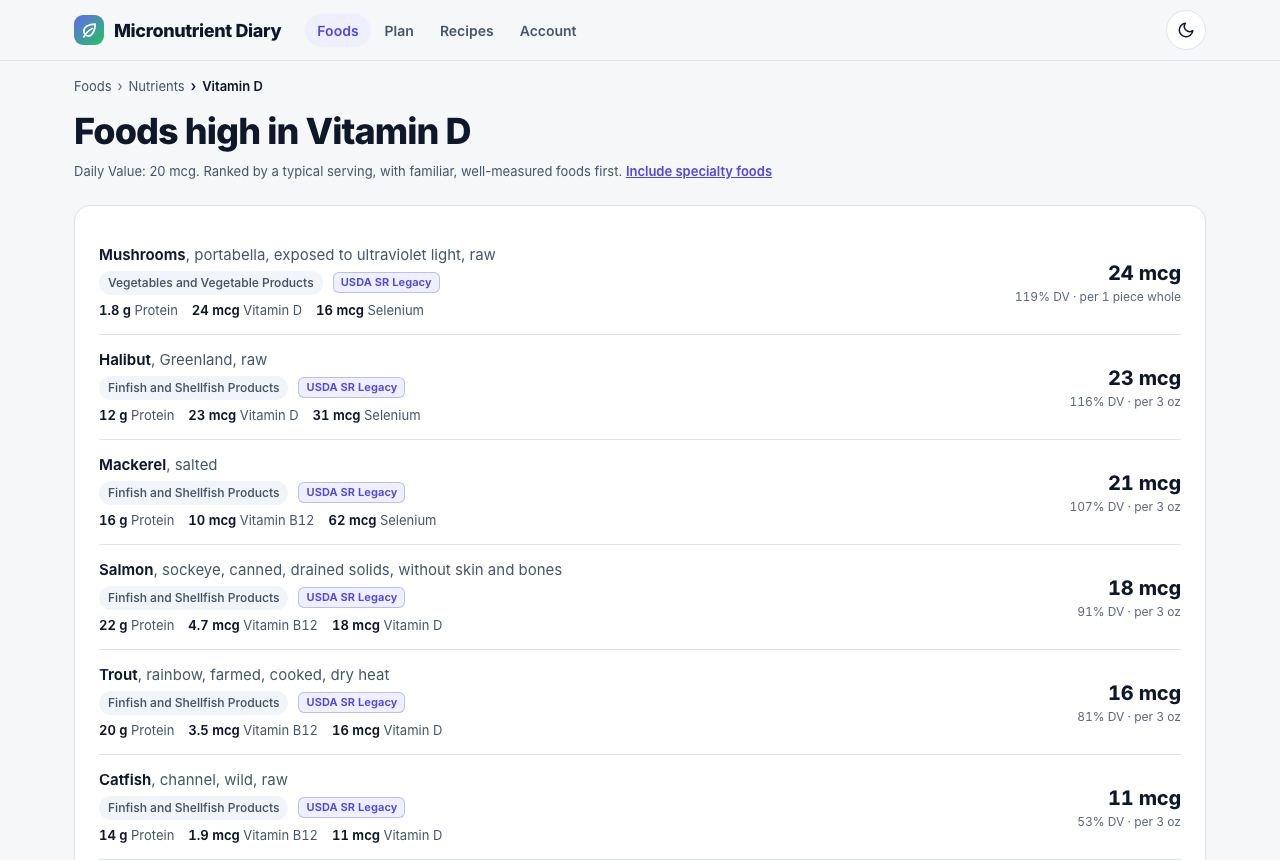 Micronutrient Diary Foods Plan Recipes Account
Foods › Nutrients › Vitamin D
Foods high in Vitamin D
Daily Value: 20 mcg. Ranked by a typical serving, with familiar, well-measured foods first. Include specialty foods
Mushrooms, portabella, exposed to ultraviolet light, raw
Vegetables and Vegetable Products USDA SR Legacy
1.8 g Protein 24 mcg Vitamin D 16 mcg Selenium
24 mcg
119% DV · per 1 piece whole
Halibut, Greenland, raw
Finfish and Shellfish Products USDA SR Legacy
12 g Protein 23 mcg Vitamin D 31 mcg Selenium
23 mcg
116% DV · per 3 oz
Mackerel, salted
Finfish and Shellfish Products USDA SR Legacy
16 g Protein 10 mcg Vitamin B12 62 mcg Selenium
21 mcg
107% DV · per 3 oz
Salmon, sockeye, canned, drained solids, without skin and bones
Finfish and Shellfish Products USDA SR Legacy
22 g Protein 4.7 mcg Vitamin B12 18 mcg Vitamin D
18 mcg
91% DV · per 3 oz
Trout, rainbow, farmed, cooked, dry heat
Finfish and Shellfish Products USDA SR Legacy
20 g Protein 3.5 mcg Vitamin B12 16 mcg Vitamin D
16 mcg
81% DV · per 3 oz
Catfish, channel, wild, raw
Finfish and Shellfish Products USDA SR Legacy
14 g Protein 1.9 mcg Vitamin B12 11 mcg Vitamin D
11 mcg
53% DV · per 3 oz